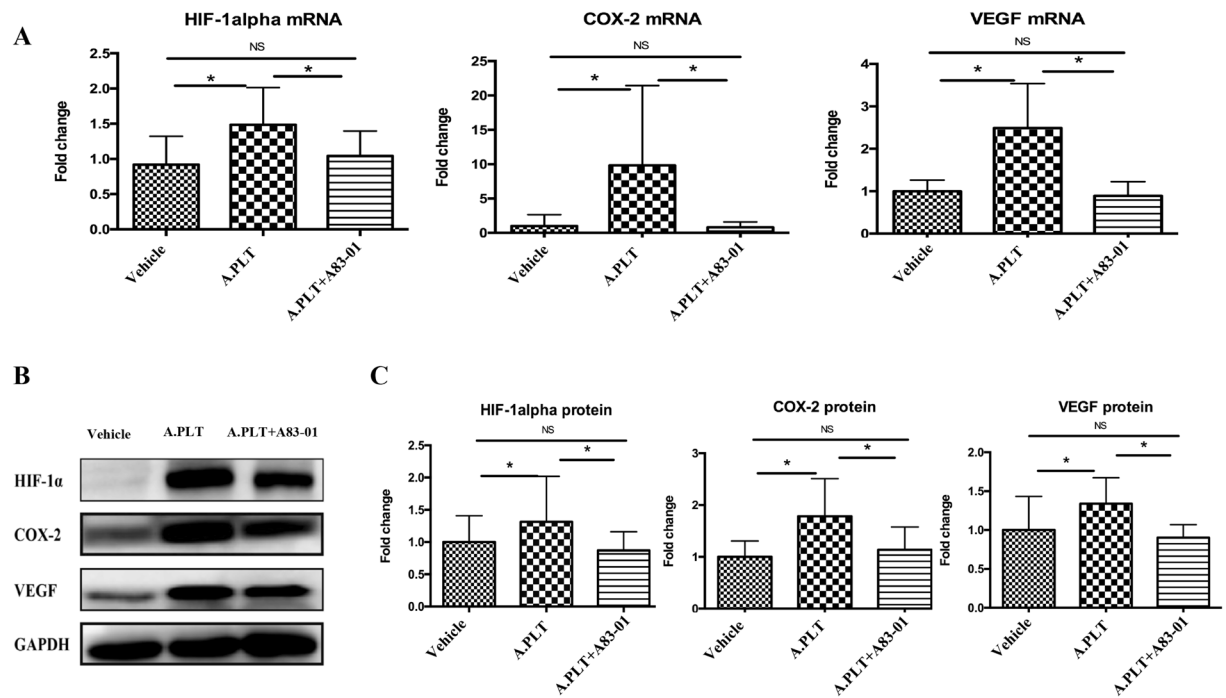 A
HIF-1alpha mRNA
NS
*
*
Fold change
2.5
2.0
1.5
1.0
0.5
0.0
Vehicle
A.PLT
A.PLT+A83-01
COX-2 mRNA
NS
*
*
Fold change
25
20
15
10
5
0
Vehicle
A.PLT
A.PLT+A83-01
VEGF mRNA
NS
*
*
Fold change
4
3
2
1
0
Vehicle
A.PLT
A.PLT+A83-01
B
Vehicle A.PLT A.PLT+A83-01
HIF-1α
COX-2
VEGF
GAPDH
C
HIF-1alpha protein
NS
*
*
Fold change
2.5
2.0
1.5
1.0
0.5
0.0
Vehicle
A.PLT
A.PLT+A83-01
COX-2 protein
NS
*
*
Fold change
4
3
2
1
0
Vehicle
A.PLT
A.PLT+A83-01
VEGF protein
NS
*
*
Fold change
2.0
1.5
1.0
0.5
0.0
Vehicle
A.PLT
A.PLT+A83-01